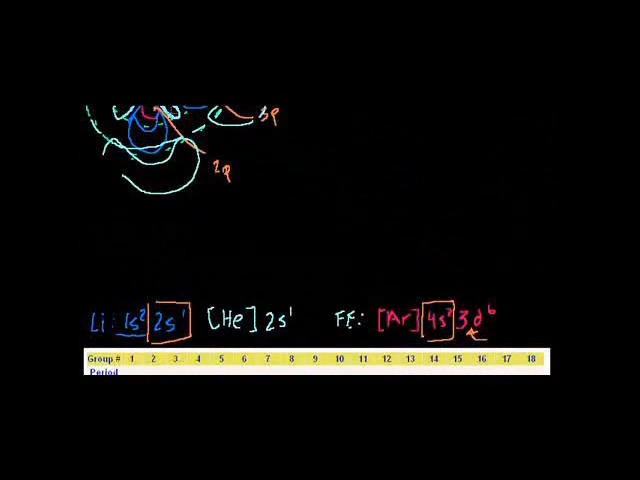 3p
2p
Li: 1s² 2s¹ [He] 2s¹ FE: [Ar] 4s² 3d⁶
Group # 1 2 3 4 5 6 7 8 9 10 11 12 13 14 15 16 17 18
Period